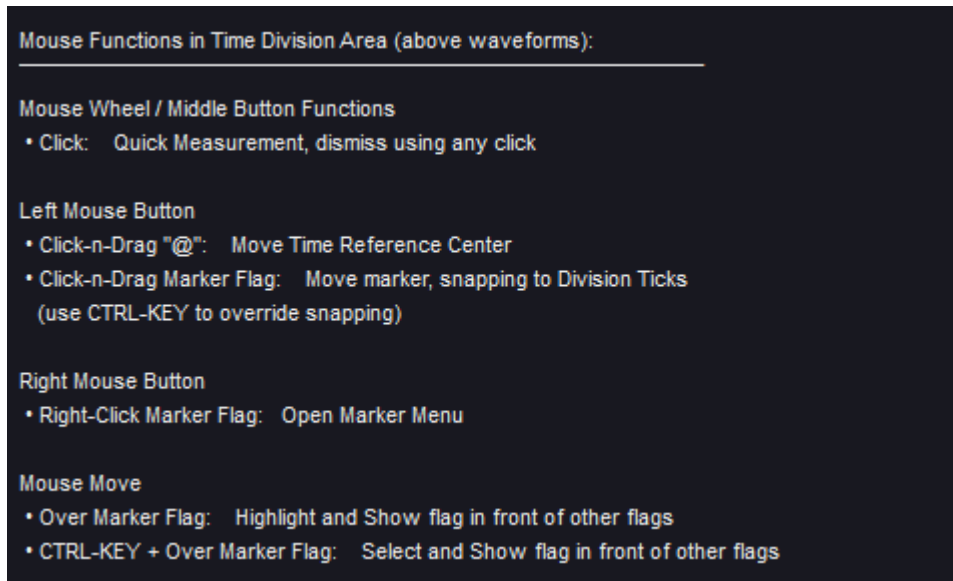 Mouse Functions in Time Division Area (above waveforms):
Mouse Wheel / Middle Button Functions
• Click: Quick Measurement, dismiss using any click
Left Mouse Button
• Click-n-Drag "@": Move Time Reference Center
• Click-n-Drag Marker Flag: Move marker, snapping to Division Ticks
(use CTRL-KEY to override snapping)
Right Mouse Button
• Right-Click Marker Flag: Open Marker Menu
Mouse Move
• Over Marker Flag: Highlight and Show flag in front of other flags
• CTRL-KEY + Over Marker Flag: Select and Show flag in front of other flags